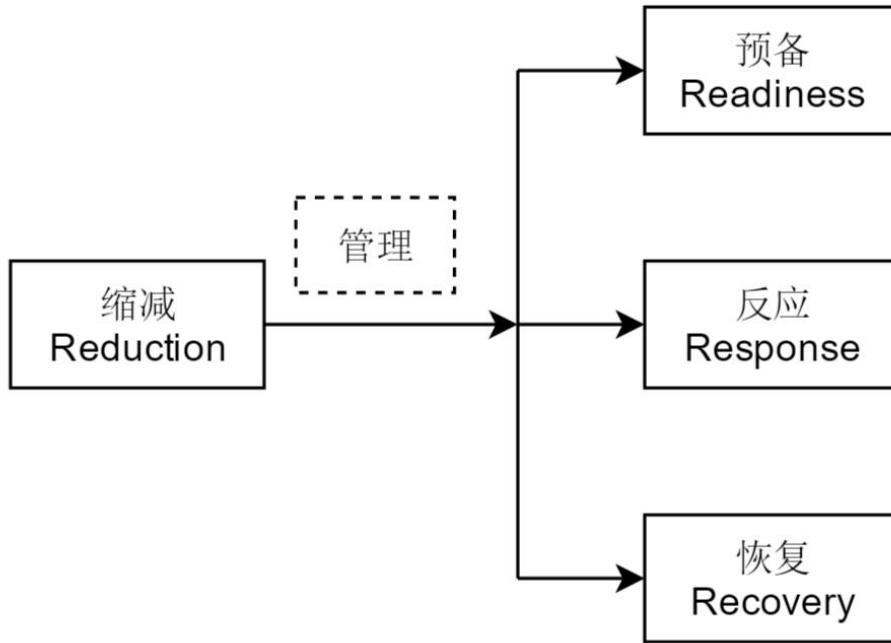 预备
Readiness
管理
缩减
Reduction
反应
Response
恢复
Recovery